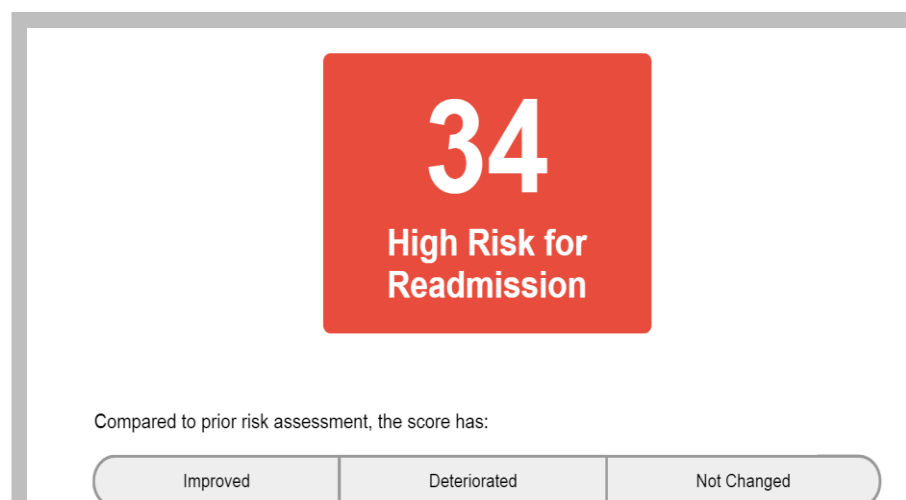 34
High Risk for
Readmission
Compared to prior risk assessment, the score has:
Improved Deteriorated Not Changed